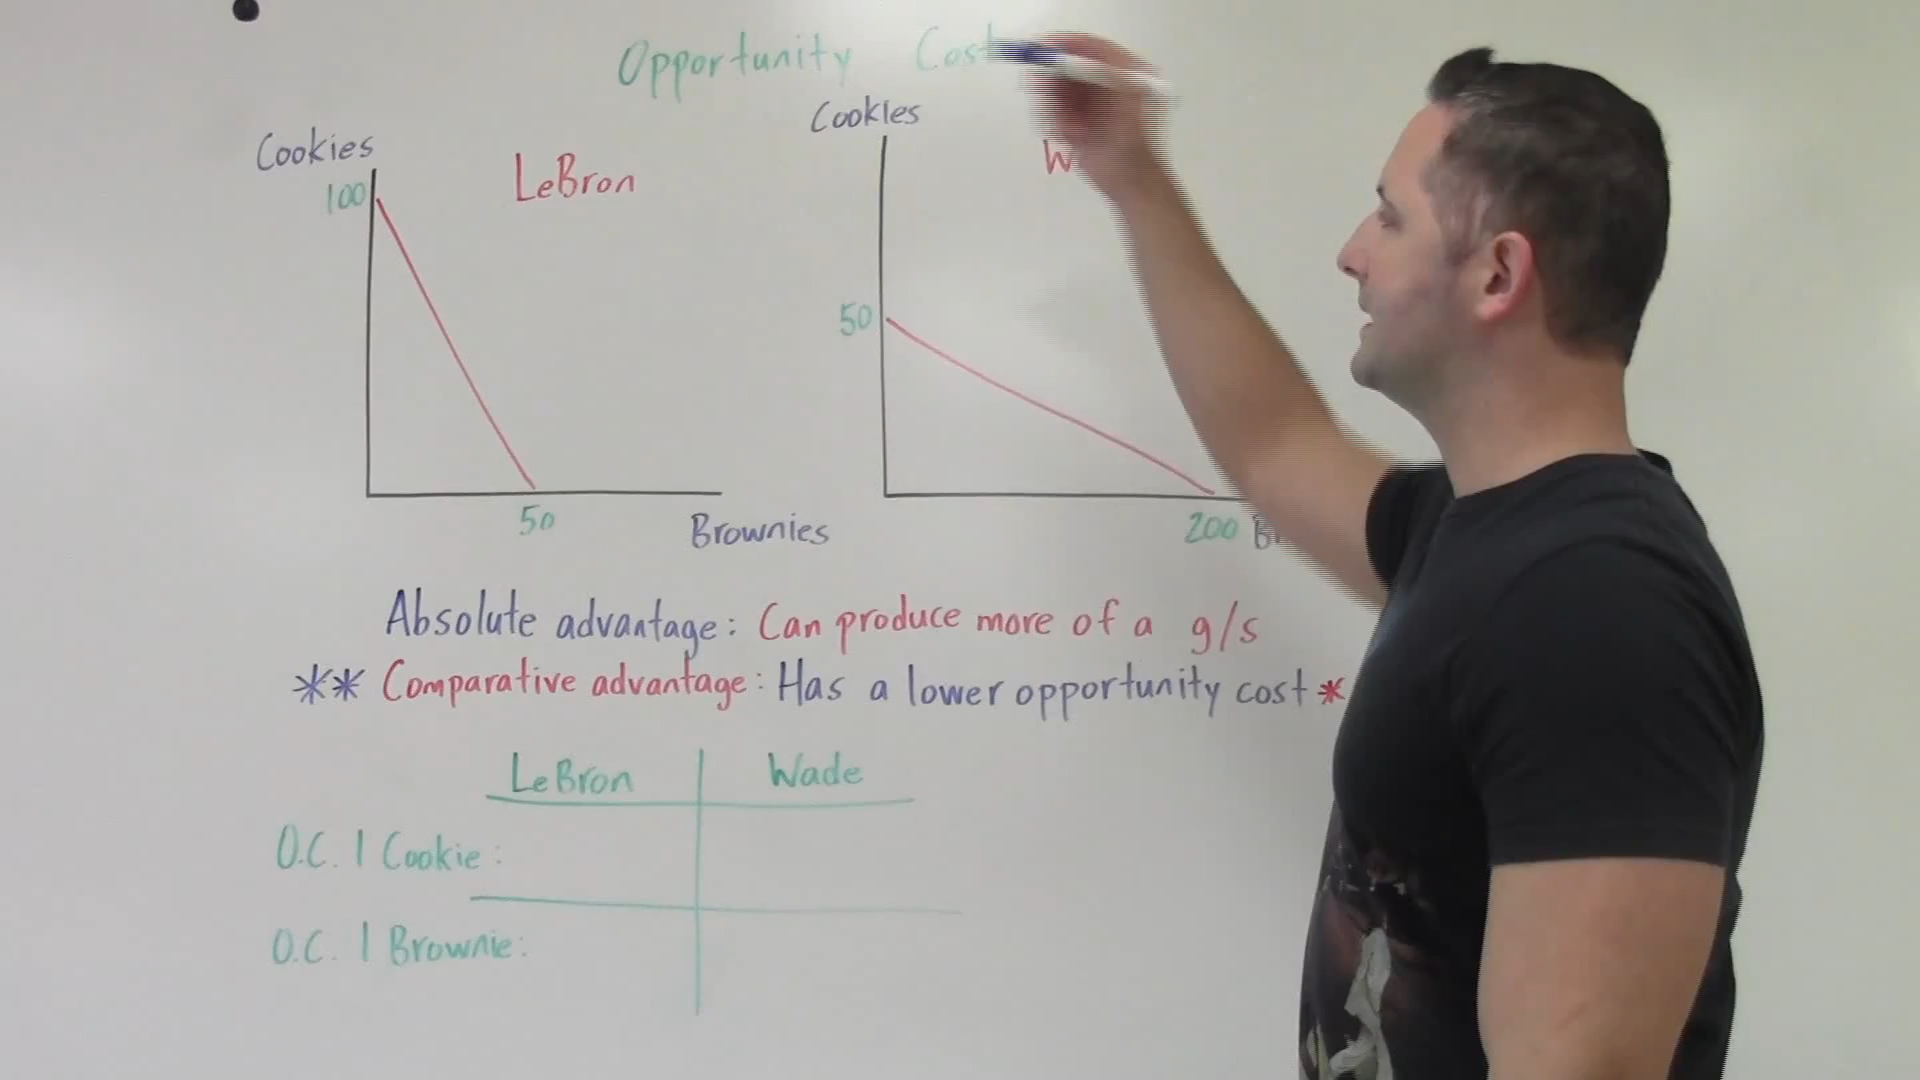 Opportunity Cost
Cookies
100
LeBron
50
Brownies
Cookies
50
200
Absolute advantage: Can produce more of a g/s
** Comparative advantage: Has a lower opportunity cost *
LeBron Wade
O.C. 1 Cookie:
O.C. 1 Brownie: